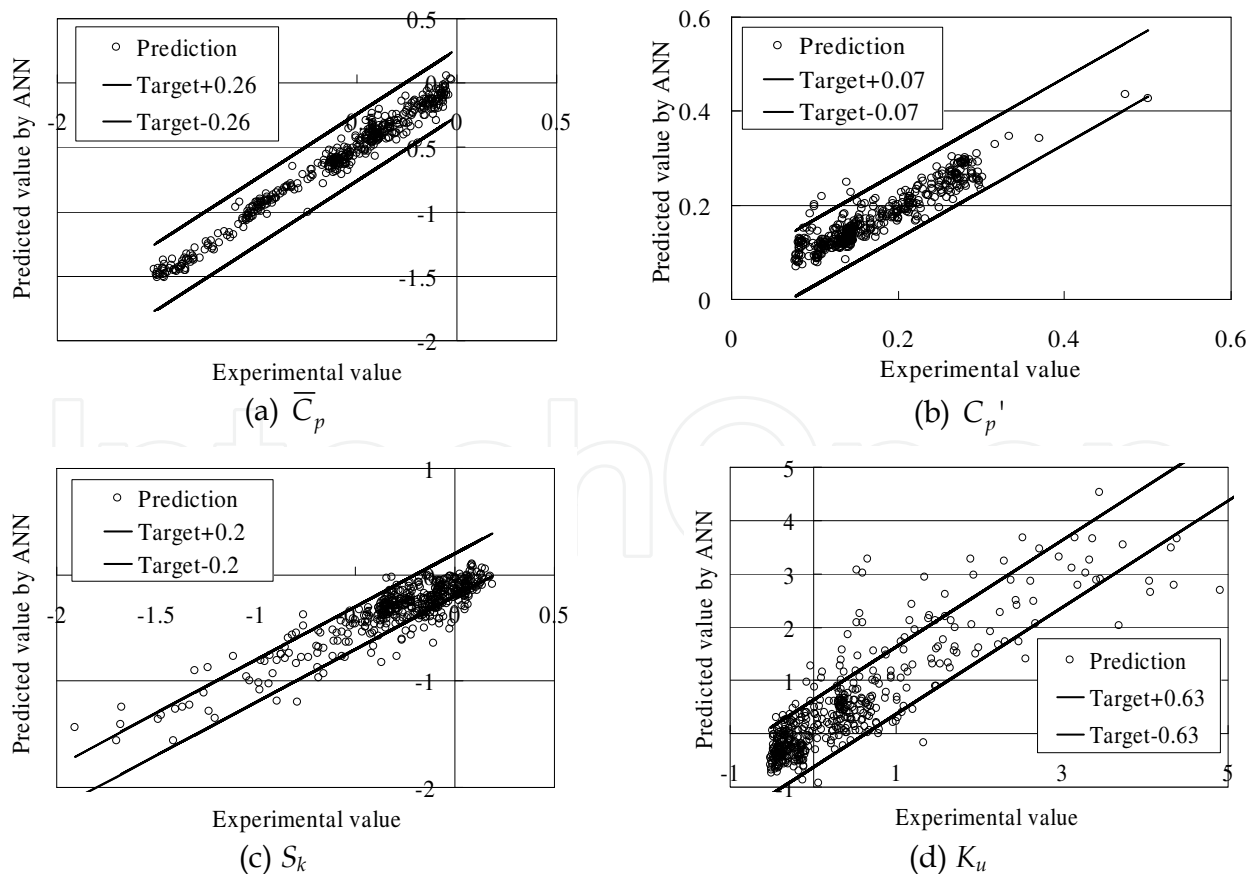 0.5
Prediction
Target+0.26
Target-0.26
0
-2
0
0.5
0.5
-1
-1.5
-2
Predicted value by ANN
Experimental value
(a) C̅p
0.6
Prediction
Target+0.07
Target-0.07
0.4
0.2
0
0
0.2
0.4
0.6
Predicted value by ANN
Experimental value
(b) Cp'
IntechOpen
1
Prediction
Target+0.2
Target-0.2
-2
-1.5
-1
0
0.5
-1
-2
Predicted value by ANN
Experimental value
(c) Sk
5
4
3
2
1
-1
1
3
5
-1
Prediction
Target+0.63
Target-0.63
Predicted value by ANN
Experimental value
(d) Ku